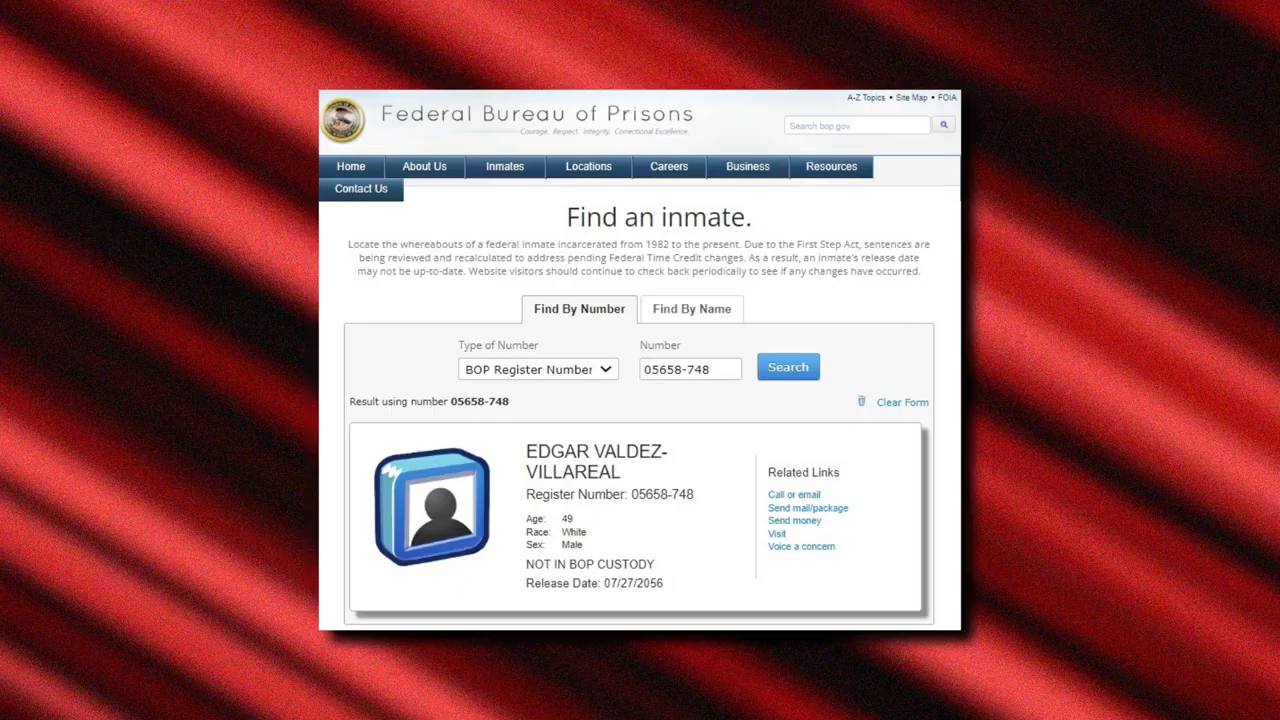 A-Z Topics • Site Map • FOIA
Federal Bureau of Prisons
Courage. Respect. Integrity. Correctional Excellence.
Search bop.gov
Home About Us Inmates Locations Careers Business Resources
Contact Us
Find an inmate.
Locate the whereabouts of a federal inmate incarcerated from 1982 to the present. Due to the First Step Act, sentences are
being reviewed and recalculated to address pending Federal Time Credit changes. As a result, an inmate's release date
may not be up-to-date. Website visitors should continue to check back periodically to see if any changes have occurred.
Find By Number Find By Name
Type of Number Number
BOP Register Number 05658-748 Search
Result using number 05658-748 Clear Form
EDGAR VALDEZ-
VILLAREAL
Register Number: 05658-748
Age: 49
Race: White
Sex: Male
NOT IN BOP CUSTODY
Release Date: 07/27/2056
Related Links
Call or email
Send mail/package
Send money
Visit
Voice a concern